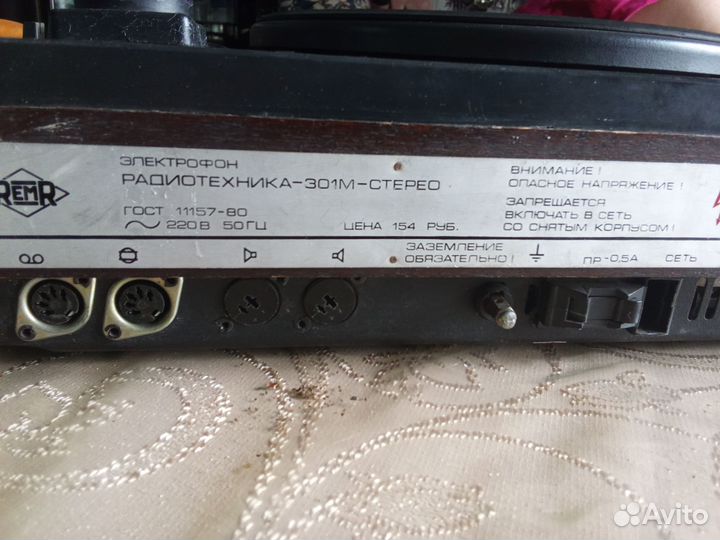 REMR
ЭЛЕКТРОФОН
РАДИОТЕХНИКА-301М-СТЕРЕО
ГОСТ 11157-80
~ 220 В 50 ГЦ
ЦЕНА 154 РУБ.
ВНИМАНИЕ!
ОПАСНОЕ НАПРЯЖЕНИЕ!
ЗАПРЕЩАЕТСЯ
ВКЛЮЧАТЬ В СЕТЬ
СО СНЯТЫМ КОРПУСОМ!
ЗАЗЕМЛЕНИЕ
ОБЯЗАТЕЛЬНО!
ПР-0,5А
СЕТЬ
Avito